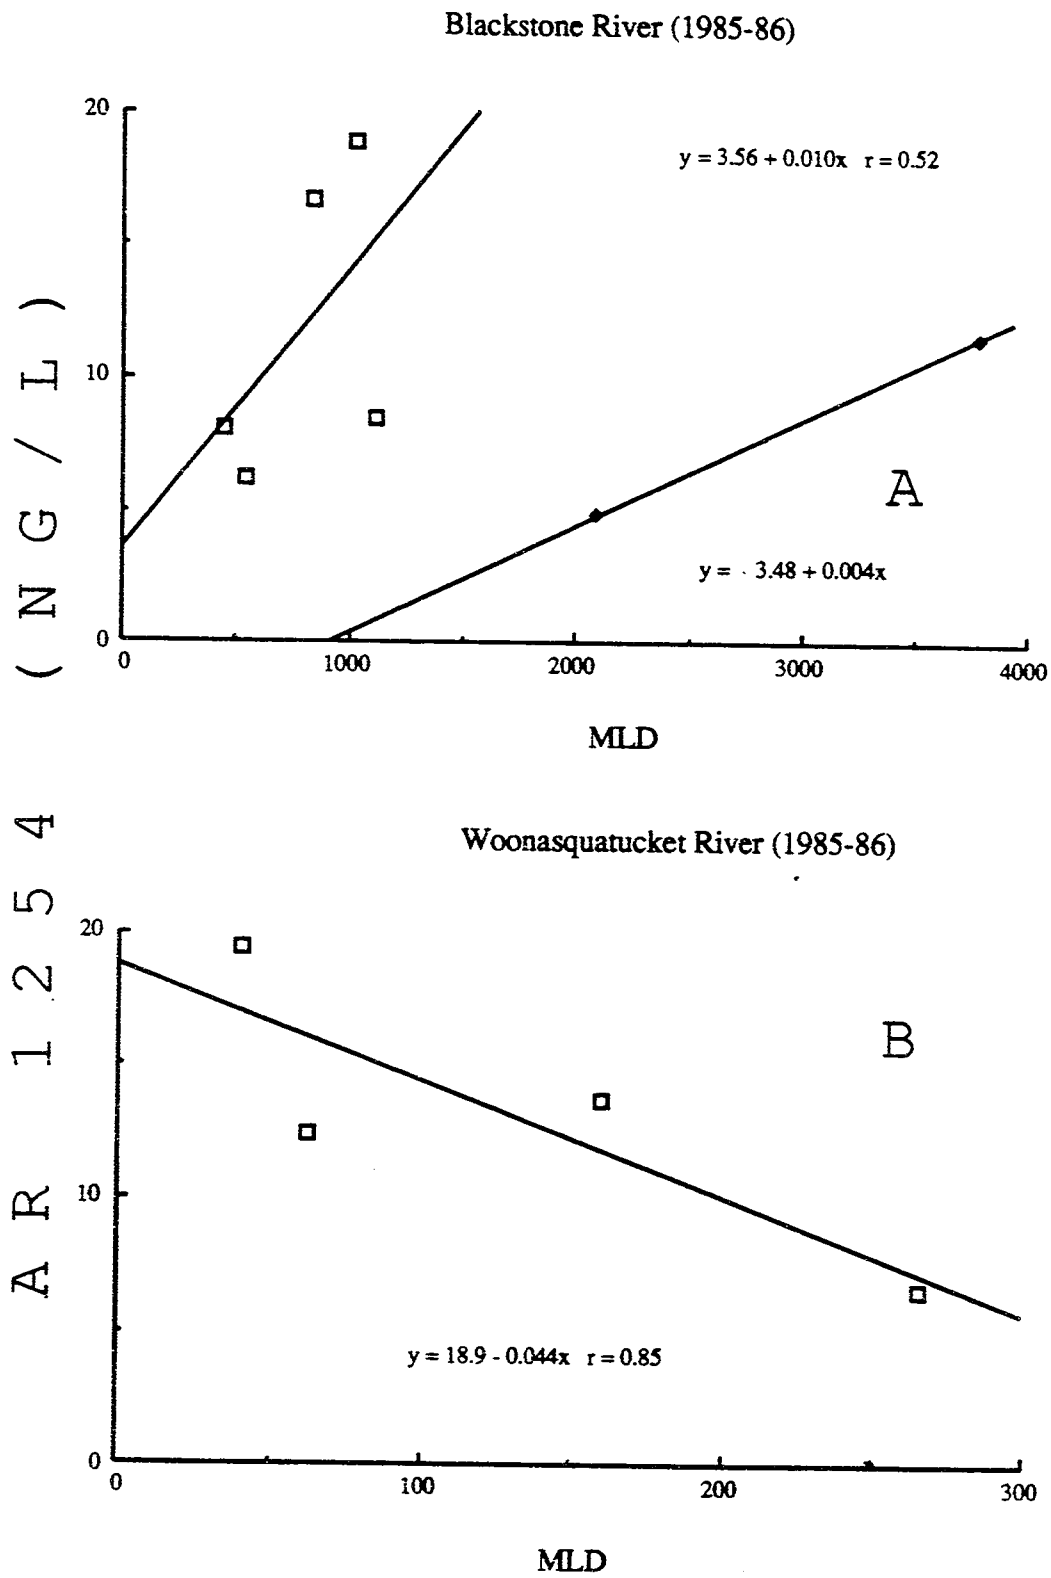 Blackstone River (1985-86)
20
y = 3.56 + 0.010x r = 0.52
10
A
y = - 3.48 + 0.004x
0
0 1000 2000 3000 4000
MLD
AR 1254 (NG/L)
Woonasquatucket River (1985-86)
20
B
10
y = 18.9 - 0.044x r = 0.85
0
0 100 200 300
MLD